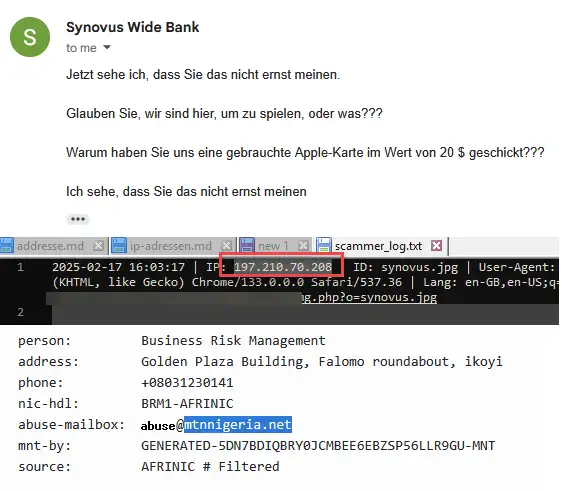 S
Synovus Wide Bank
to me
Jetzt sehe ich, dass Sie das nicht ernst meinen.
Glauben Sie, wir sind hier, um zu spielen, oder was???
Warum haben Sie uns eine gebrauchte Apple-Karte im Wert von 20 $ geschickt???
Ich sehe, dass Sie das nicht ernst meinen
addresse.md ip-adressen.md new 1 scammer_log.txt
1 2025-02-17 16:03:17 | IP: 197.210.70.208 ID: synovus.jpg | User-Agent:
(KHTML, like Gecko) Chrome/133.0.0.0 Safari/537.36 | Lang: en-GB,en-US;q=
ng.php?o=synovus.jpg
2
person: Business Risk Management
address: Golden Plaza Building, Falomo roundabout, ikoyi
phone: +08031230141
nic-hdl: BRM1-AFRINIC
abuse-mailbox: abuse@mtnnigeria.net
mnt-by: GENERATED-5DN7BDIQBRY0JCMBEE6EBZSP56LLR9GU-MNT
source: AFRINIC # Filtered